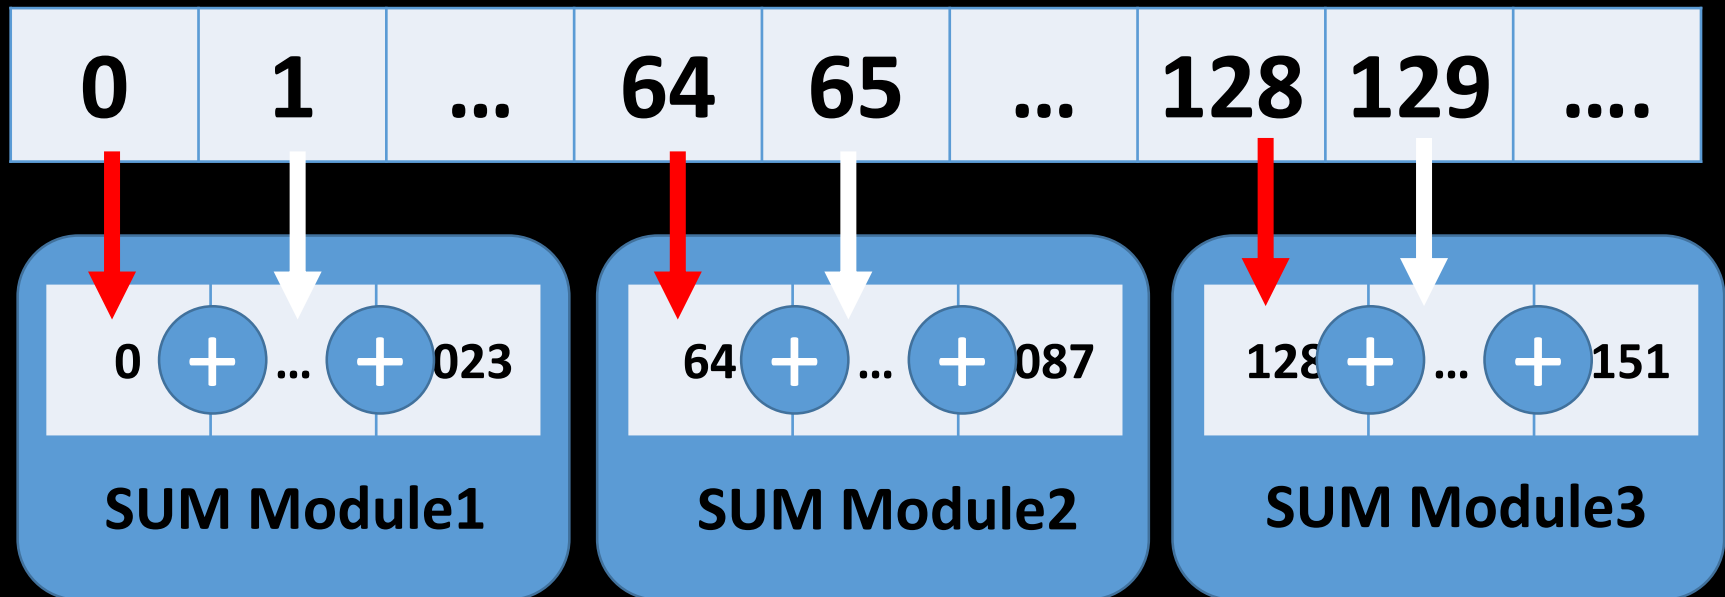 0 1 ... 64 65 ... 128 129 ....
0 + ... + 023 64 + ... + 087 128 + ... + 151
SUM Module1 SUM Module2 SUM Module3